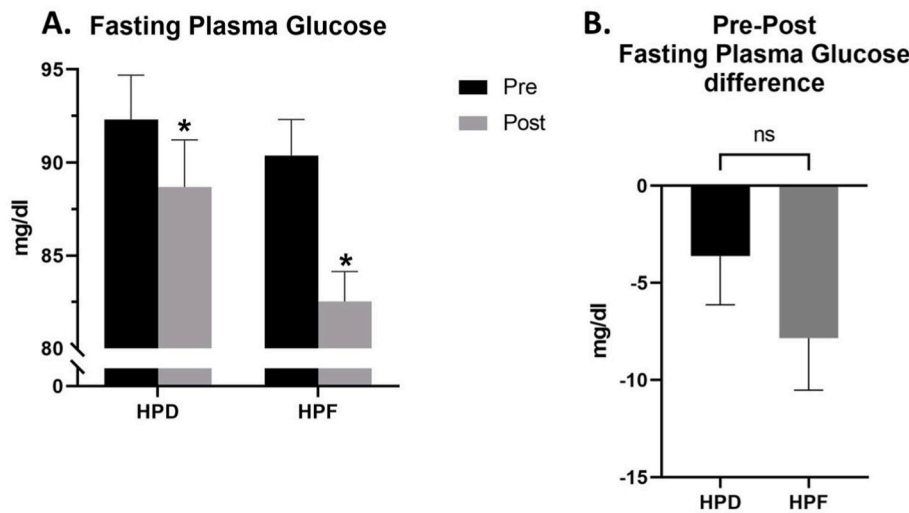 A. Fasting Plasma Glucose
95
90
85
80
0
mg/dl
*
*
HPD
HPF
Pre
Post
B. Pre-Post
Fasting Plasma Glucose
difference
ns
0
-5
-10
-15
mg/dl
HPD
HPF